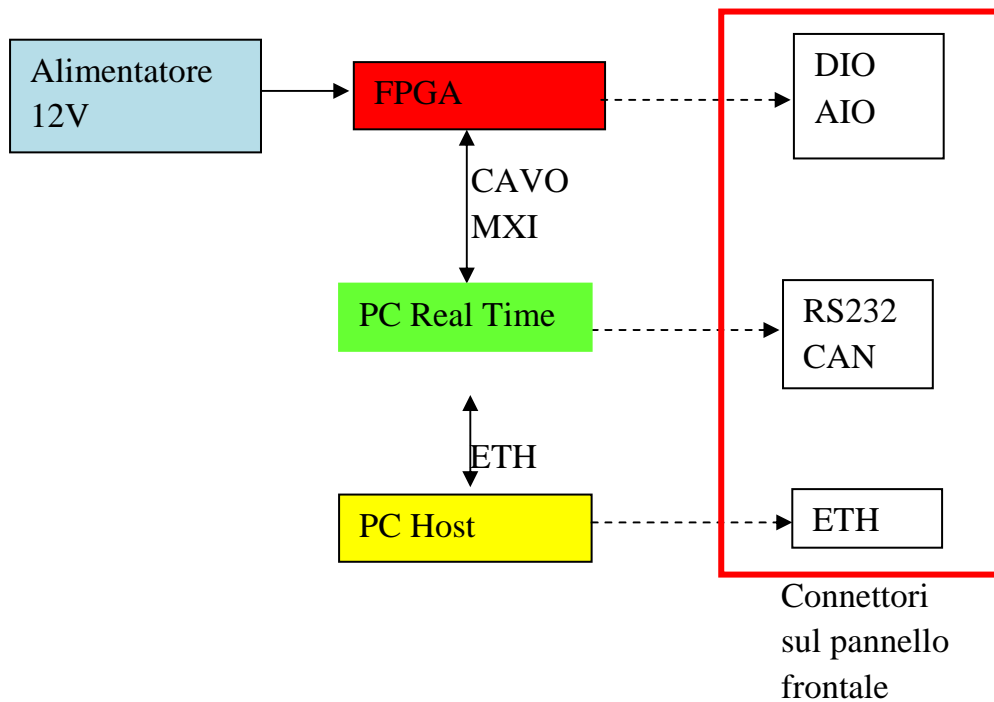 Alimentatore
12V
FPGA
DIO
AIO
CAVO
MXI
PC Real Time
RS232
CAN
ETH
PC Host
ETH
Connettori
sul pannello
frontale